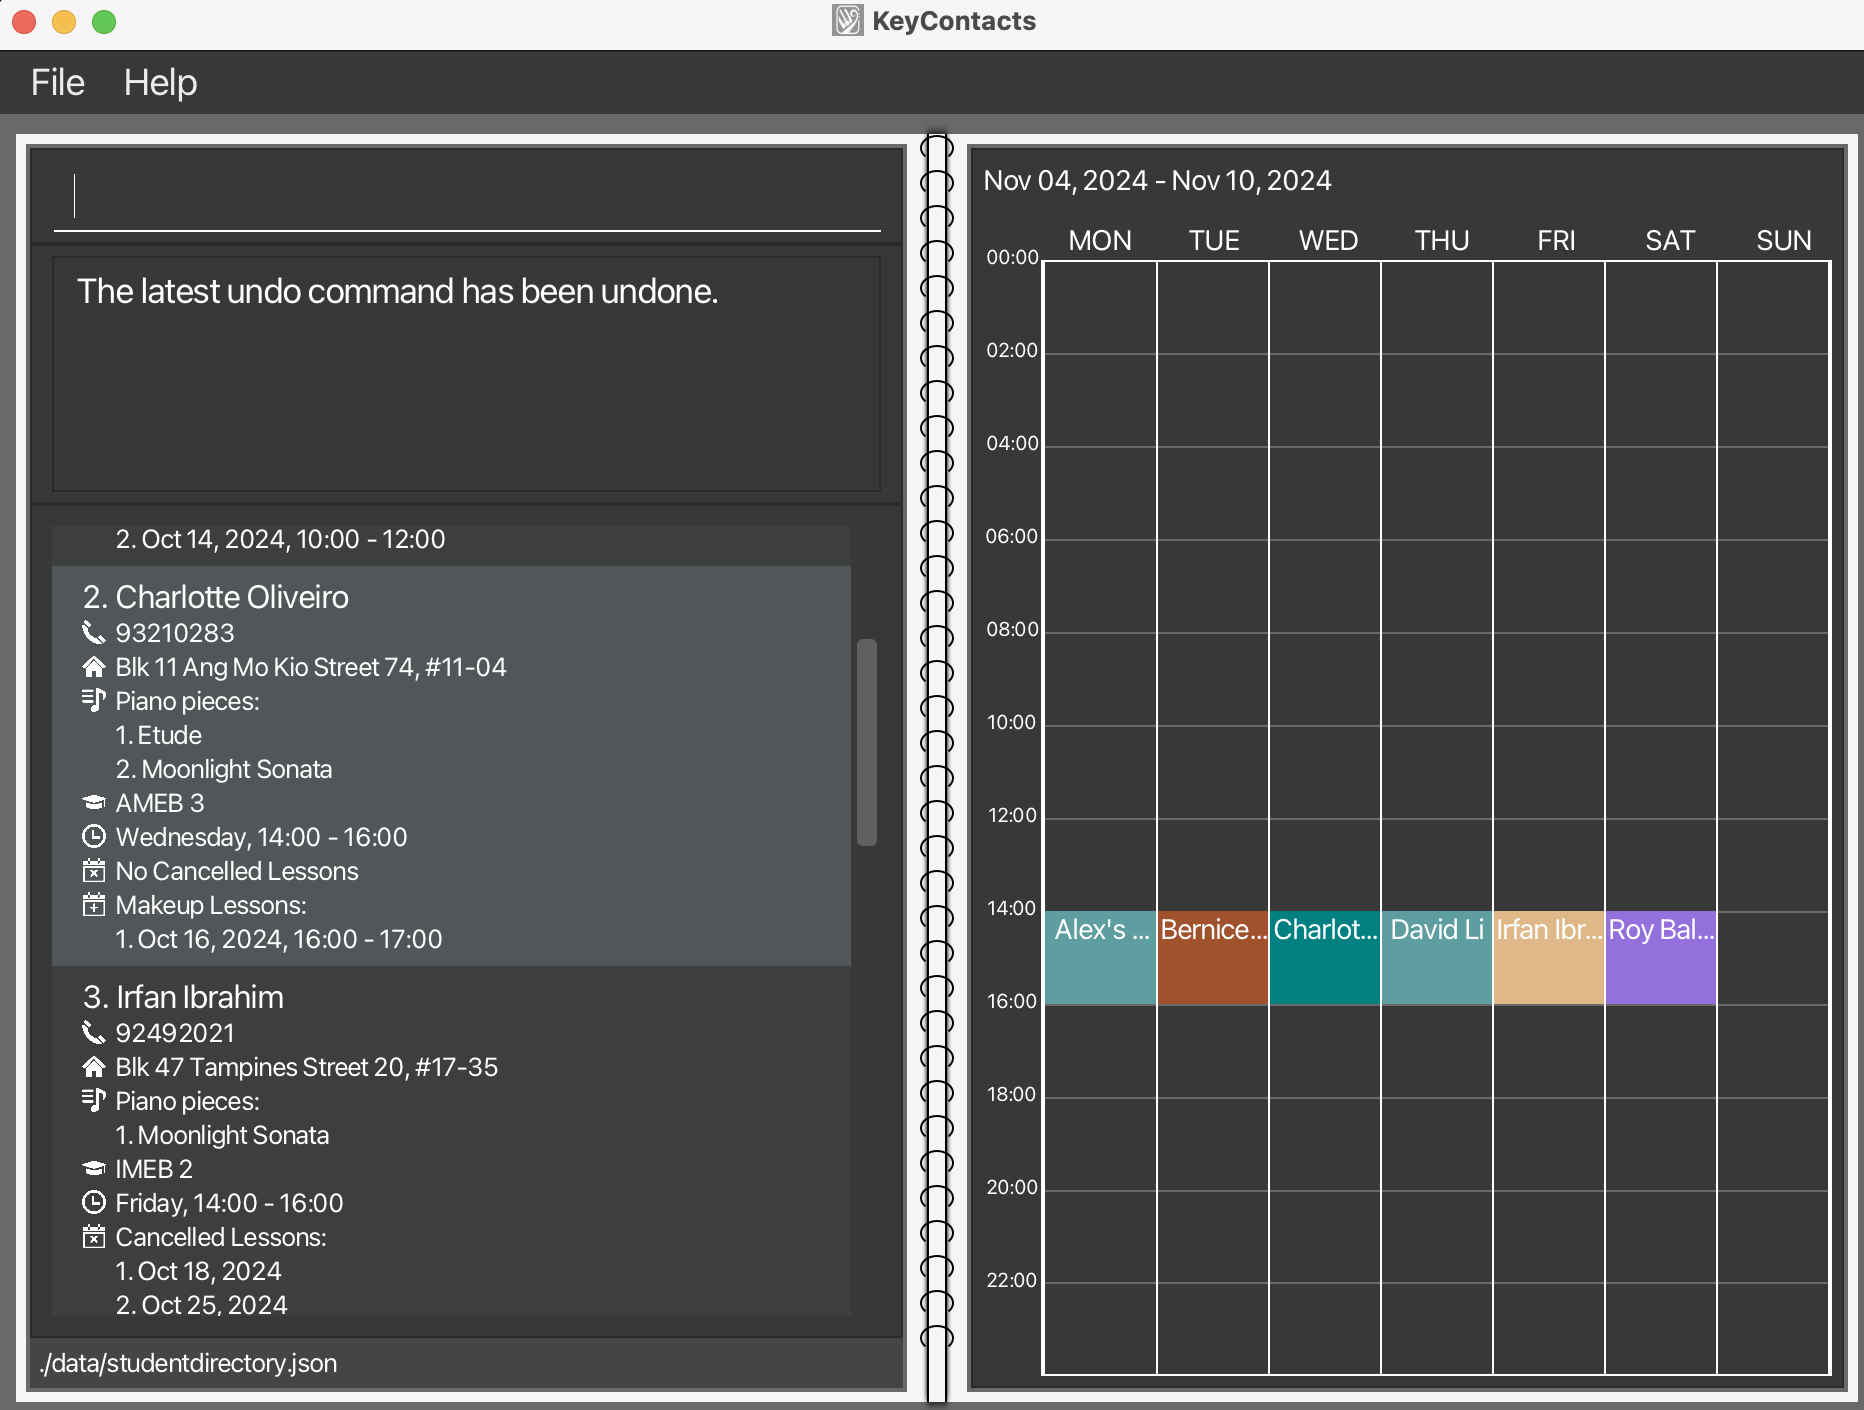 KeyContacts
File Help
The latest undo command has been undone.
2. Oct 14, 2024, 10:00 - 12:00
2. Charlotte Oliveiro
93210283
Blk 11 Ang Mo Kio Street 74, #11-04
Piano pieces:
1. Etude
2. Moonlight Sonata
AMEB 3
Wednesday, 14:00 - 16:00
No Cancelled Lessons
Makeup Lessons:
1. Oct 16, 2024, 16:00 - 17:00
3. Irfan Ibrahim
92492021
Blk 47 Tampines Street 20, #17-35
Piano pieces:
1. Moonlight Sonata
IMEB 2
Friday, 14:00 - 16:00
Cancelled Lessons:
1. Oct 18, 2024
2. Oct 25, 2024
./data/studentdirectory.json
Nov 04, 2024 - Nov 10, 2024
MON TUE WED THU FRI SAT SUN
00:00
02:00
04:00
06:00
08:00
10:00
12:00
14:00
Alex's ... Bernice... Charlot... David Li Irfan Ibr... Roy Bal...
16:00
18:00
20:00
22:00